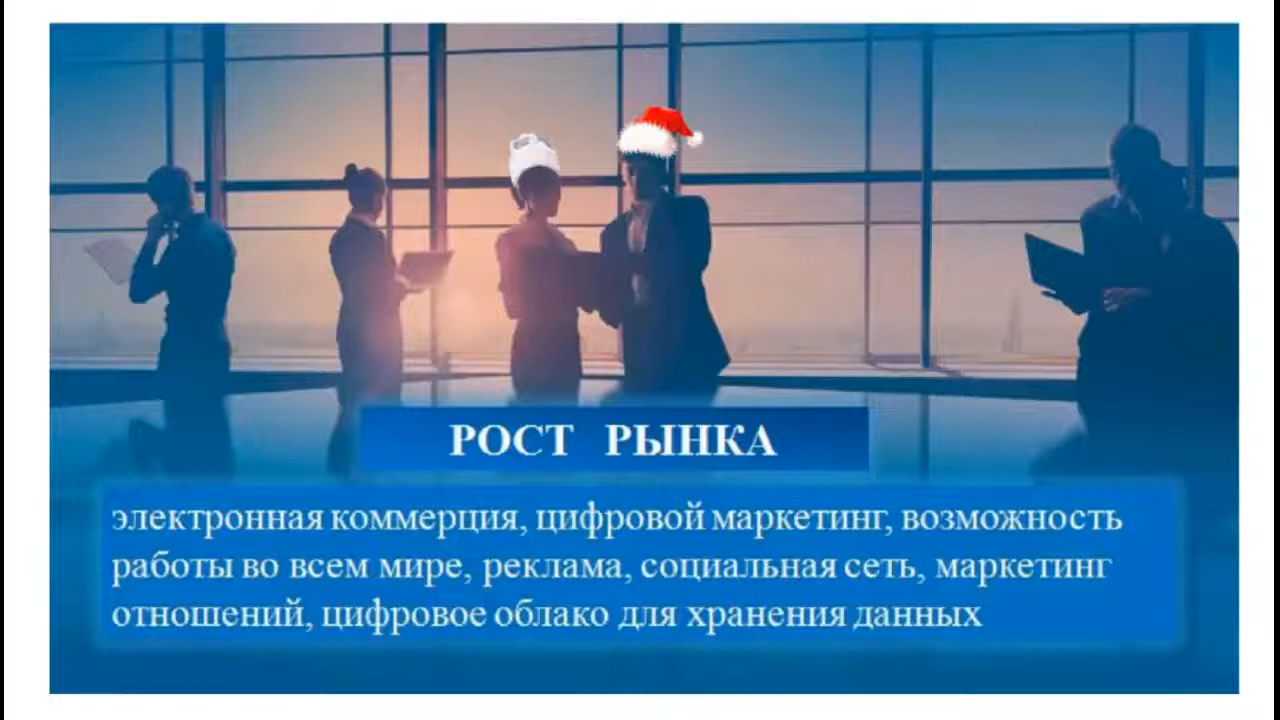 РОСТ РЫНКА
электронная коммерция, цифровой маркетинг, возможность
работы во всем мире, реклама, социальная сеть, маркетинг
отношений, цифровое облако для хранения данных